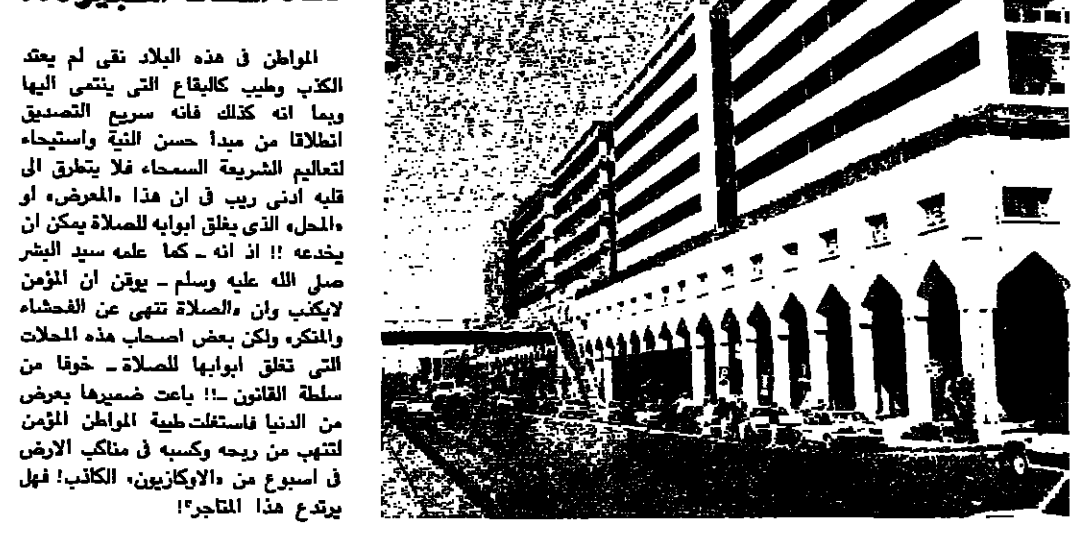 المواطن فى هذه البلاد نقى لم يعتد
الكذب وطيب كالبقاع التى ينتمى اليها
وبما انه كذلك فانه سريع التصديق
انطلاقا من مبدأ حسن النية واستيحاء
لتعاليم الشريعة السمحاء فلا يتطرق الى
قلبه ادنى ريب فى ان هذا «المعرض» او
«المحل» الذى يغلق ابوابه للصلاة يمكن ان
يخدعه !! اذ انه ـ كما علمه سيد البشر
صلى الله عليه وسلم ـ يوقن ان المؤمن
لايكذب وان «الصلاة تنهى عن الفحشاء
والمنكر» ولكن بعض اصحاب هذه المحلات
التى تغلق ابوابها للصلاة ـ خوفا من
سلطة القانون ـ!! باعت ضميرها بعرض
من الدنيا فاستغلت طيبة المواطن المؤمن
لتنهب من ربحه وكسبه فى مناكب الارض
فى اسبوع من «الاوكازيون» الكاذب! فهل
يرتدع هذا المتاجر؟!